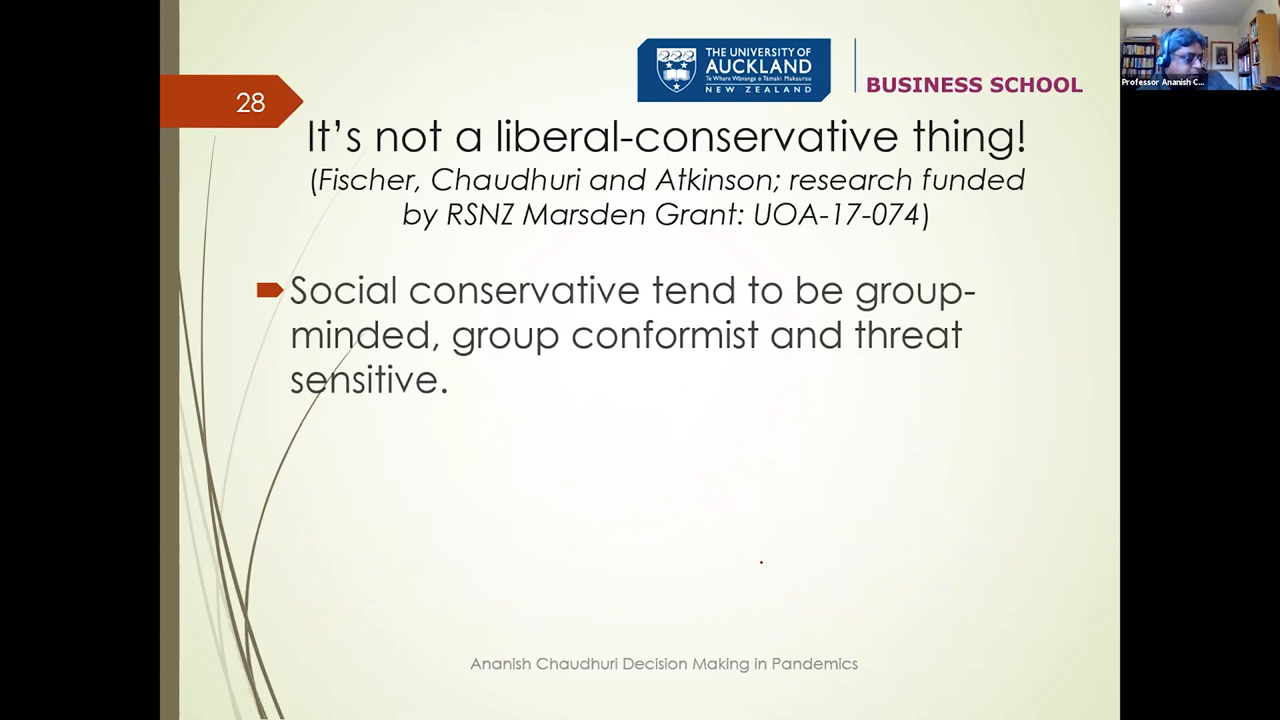 28
THE UNIVERSITY OF
AUCKLAND
Te Whare Wānanga o Tāmaki Makaurau
NEW ZEALAND
BUSINESS SCHOOL
Professor Ananish C...
It's not a liberal-conservative thing!
(Fischer, Chaudhuri and Atkinson; research funded
by RSNZ Marsden Grant: UOA-17-074)
Social conservative tend to be group-
minded, group conformist and threat
sensitive.
Ananish Chaudhuri Decision Making in Pandemics